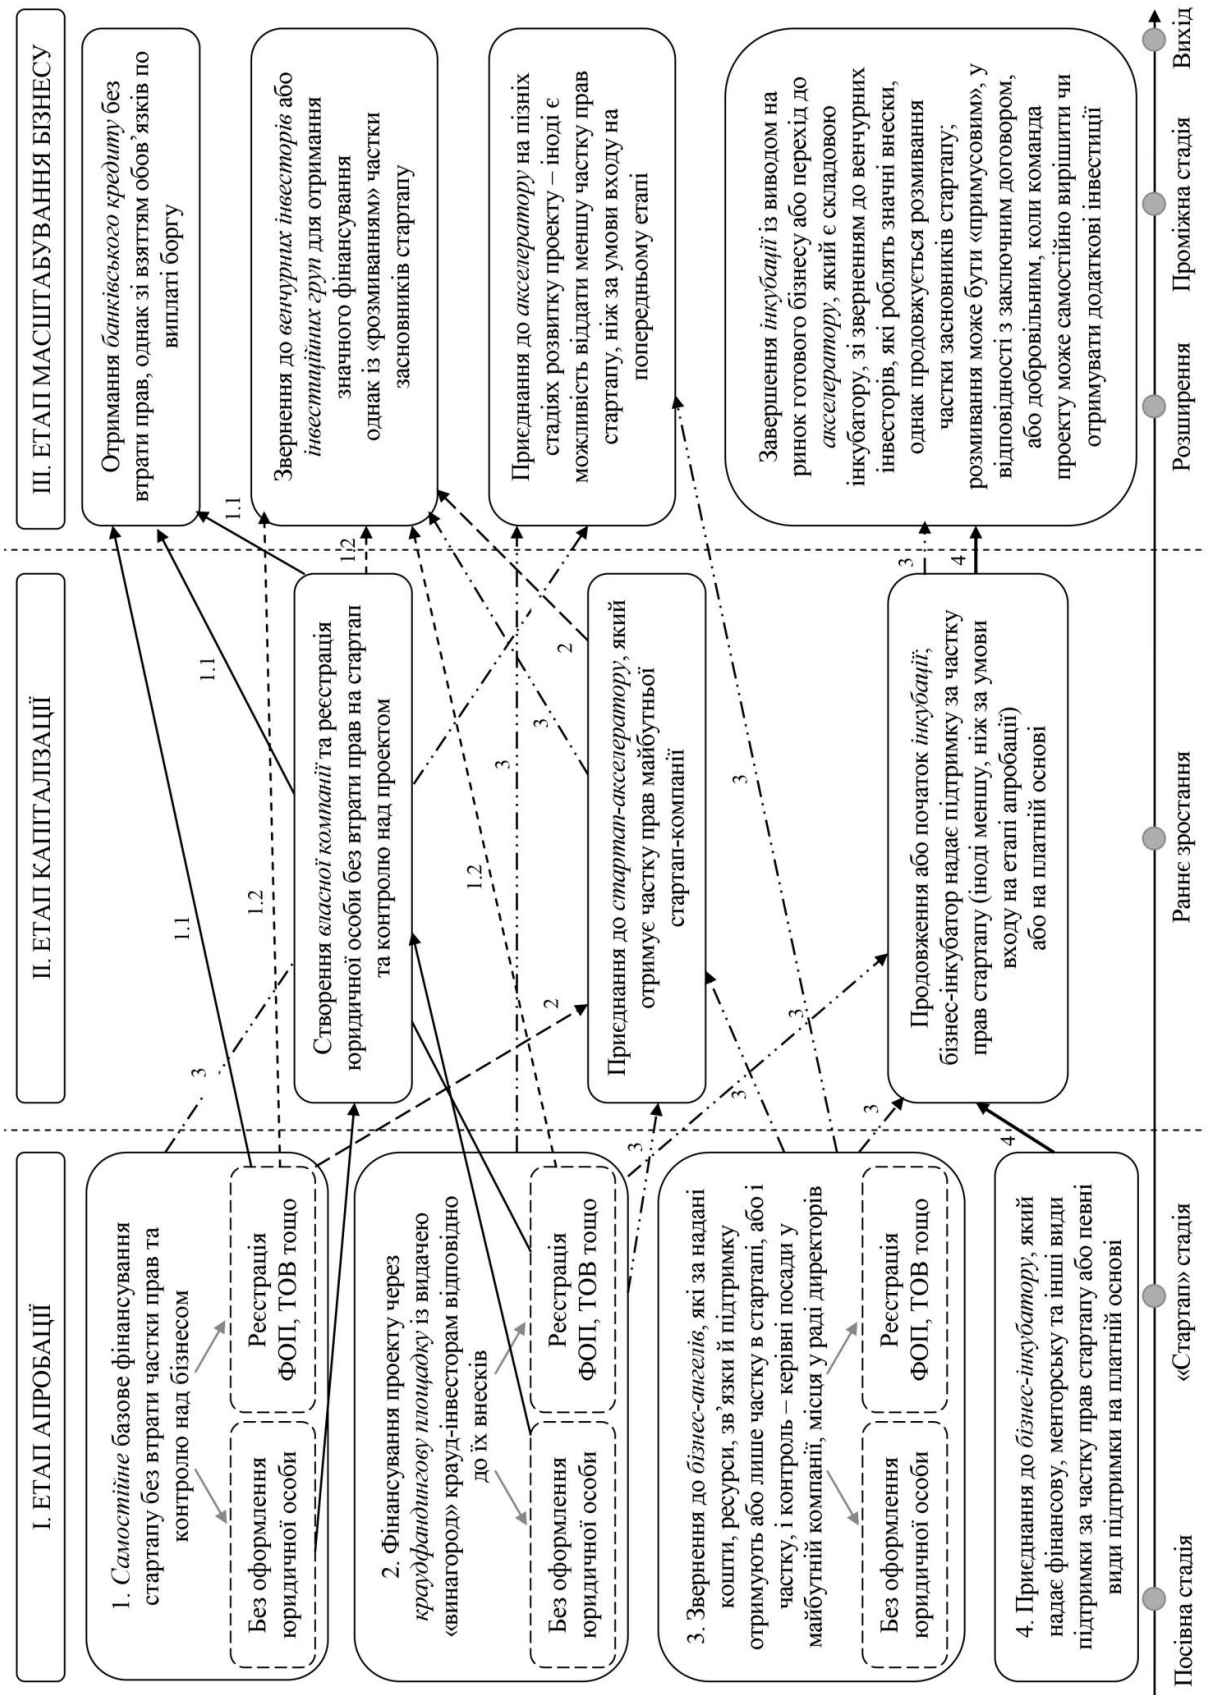 І. ЕТАП АПРОБАЦІЇ
1. Самостійне базове фінансування
стартапу без втрати частки прав та
контролю над бізнесом
Без оформлення
юридичної особи
Реєстрація
ФОП, ТОВ тощо
2. Фінансування проекту через
краудфандингову площадку із видачею
«винагород» крауд-інвесторам відповідно
до їх внесків
Без оформлення
юридичної особи
Реєстрація
ФОП, ТОВ тощо
3. Звернення до бізнес-ангелів, які за надані
кошти, ресурси, зв’язки й підтримку
отримують або лише частку в стартапі, або і
частку, і контроль – керівні посади у
майбутній компанії, місця у раді директорів
Без оформлення
юридичної особи
Реєстрація
ФОП, ТОВ тощо
4. Приєднання до бізнес-інкубатору, який
надає фінансову, менторську та інші види
підтримки за частку прав стартапу або певні
види підтримки на платній основі
ІІ. ЕТАП КАПІТАЛІЗАЦІЇ
Створення власної компанії та реєстрація
юридичної особи без втрати прав на стартап
та контролю над проектом
Приєднання до стартап-акселератору, який
отримує частку прав майбутньої
стартап-компанії
Продовження або початок інкубації,
бізнес-інкубатор надає підтримку за частку
прав стартапу (іноді меншу, ніж за умови
входу на етапі апробації)
або на платній основі
ІІІ. ЕТАП МАСШТАБУВАННЯ БІЗНЕСУ
Отримання банківського кредиту без
втрати прав, однак зі взяттям обов’язків по
виплаті боргу
Звернення до венчурних інвесторів або
інвестиційних груп для отримання
значного фінансування
однак із «розмиванням» частки
засновників стартапу
Приєднання до акселератору на пізніх
стадіях розвитку проекту – іноді є
можливість віддати меншу частку прав
стартапу, ніж за умови входу на
попередньому етапі
Завершення інкубації із виводом на
ринок готового бізнесу або перехід до
акселератору, який є складовою
інкубатору, зі зверненням до венчурних
інвесторів, які роблять значні внески,
однак продовжується розмивання
частки засновників стартапу;
розмивання може бути «примусовим», у
відповідності з заключним договором,
або добровільним, коли команда
проекту може самостійно вирішити чи
отримувати додаткові інвестиції
3
1.1
1.2
2
1.1
1.1
1.2
1.2
3
3
2
3
3
3
3
3
3
4
3
4
Посівна стадія
«Стартап» стадія
Раннє зростання
Розширення
Проміжна стадія
Вихід